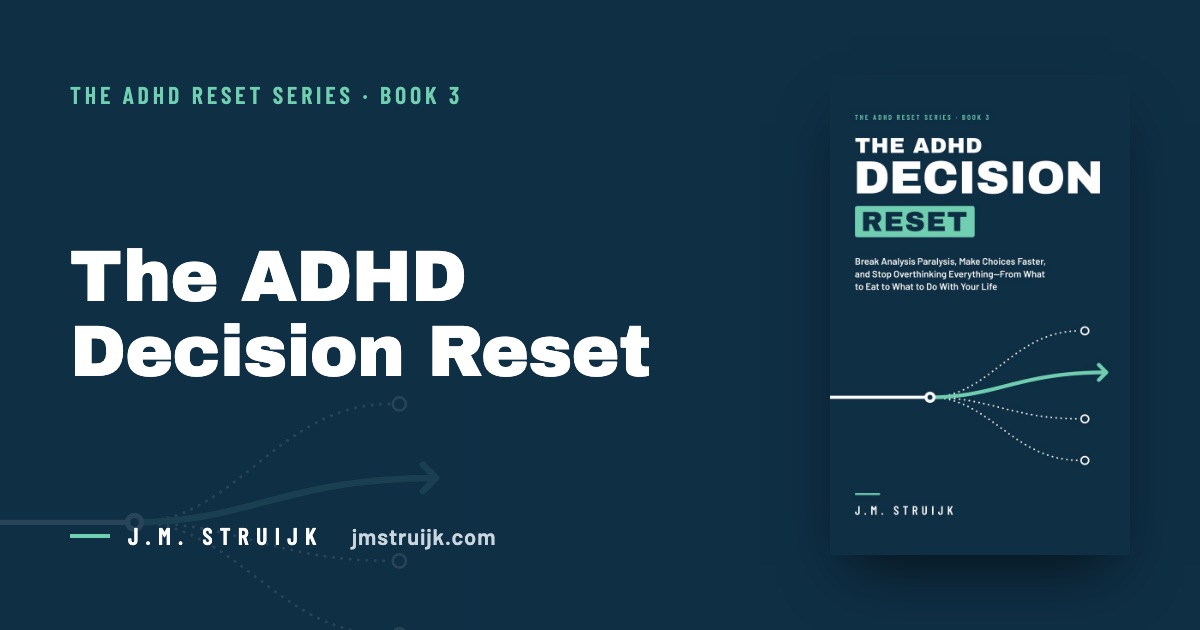 THE ADHD RESET SERIES · BOOK 3
The ADHD
Decision Reset
J.M. STRUIJK jmstruijk.com
THE ADHD RESET SERIES · BOOK 3
THE ADHD
DECISION
RESET
Break Analysis Paralysis, Make Choices Faster,
and Stop Overthinking Everything—From What
to Eat to What to Do With Your Life
J.M. STRUIJK